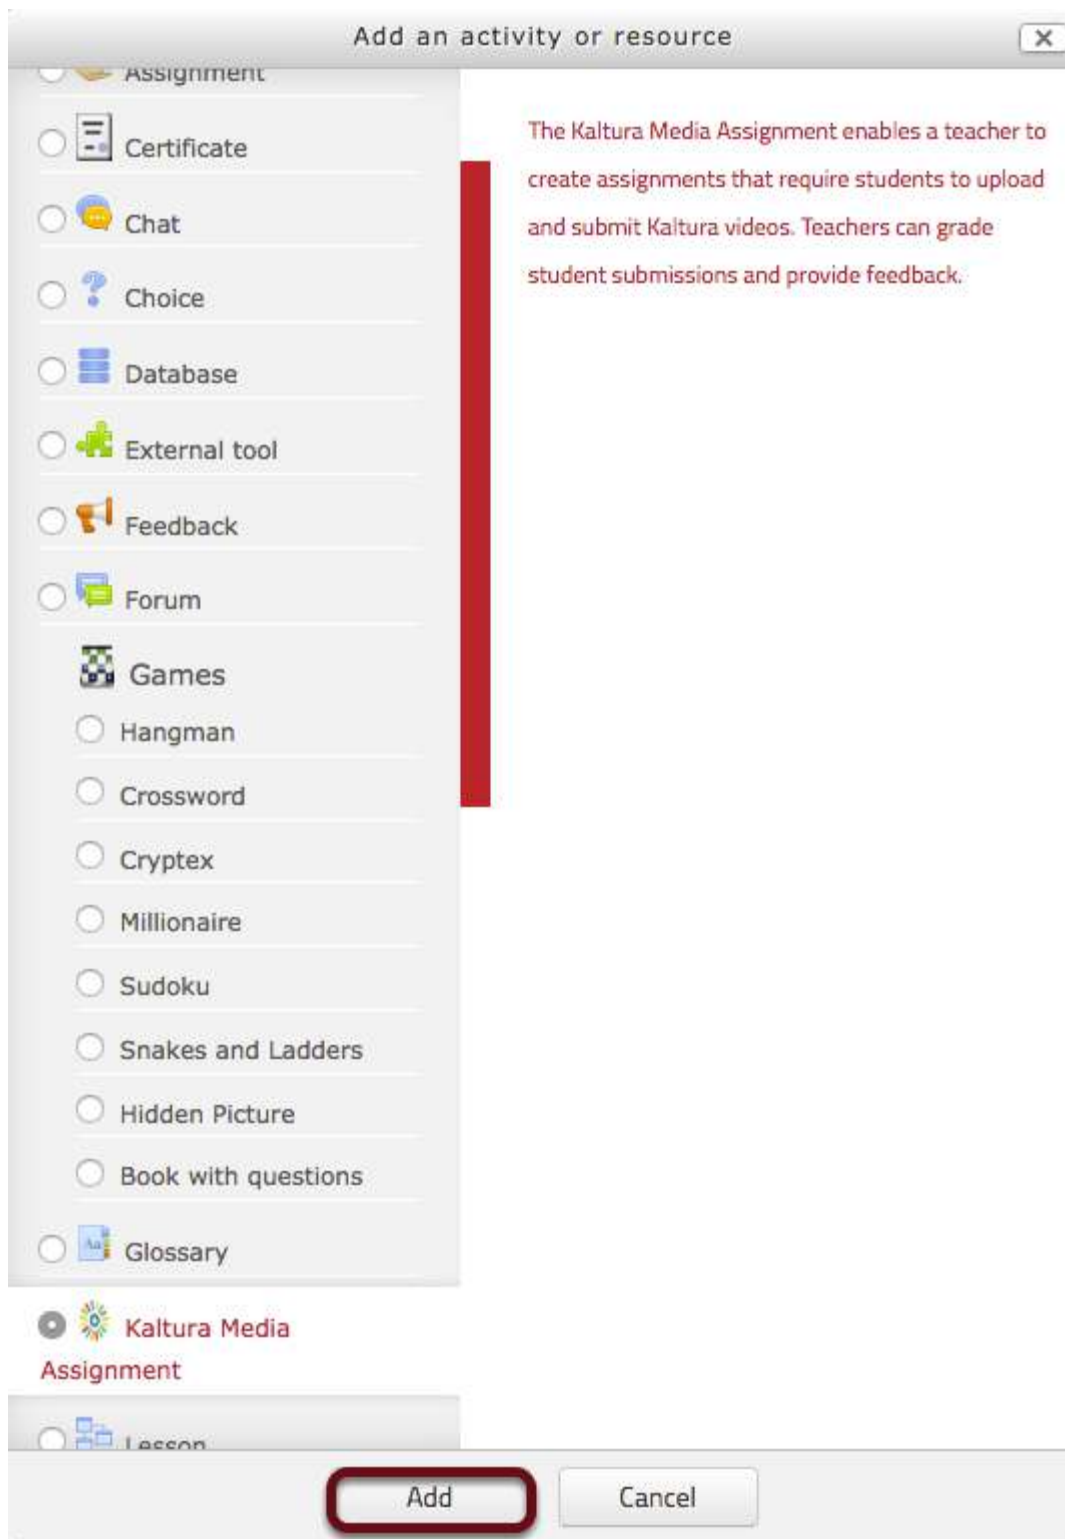 Add an activity or resource
Assignment
Certificate
Chat
Choice
Database
External tool
Feedback
Forum
Games
Hangman
Crossword
Cryptex
Millionaire
Sudoku
Snakes and Ladders
Hidden Picture
Book with questions
Glossary
Kaltura Media
Assignment
Lesson
The Kaltura Media Assignment enables a teacher to
create assignments that require students to upload
and submit Kaltura videos. Teachers can grade
student submissions and provide feedback.
Add
Cancel